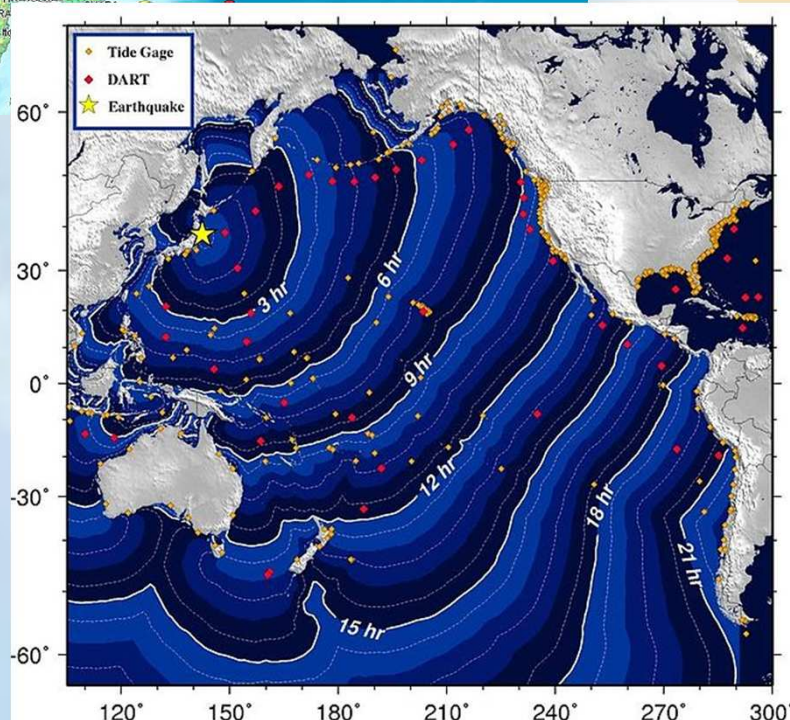 Tide Gage
DART
Earthquake
60°
30°
0°
-30°
-60°
3 hr
6 hr
9 hr
12 hr
15 hr
18 hr
21 hr
120° 150° 180° 210° 240° 270° 300°